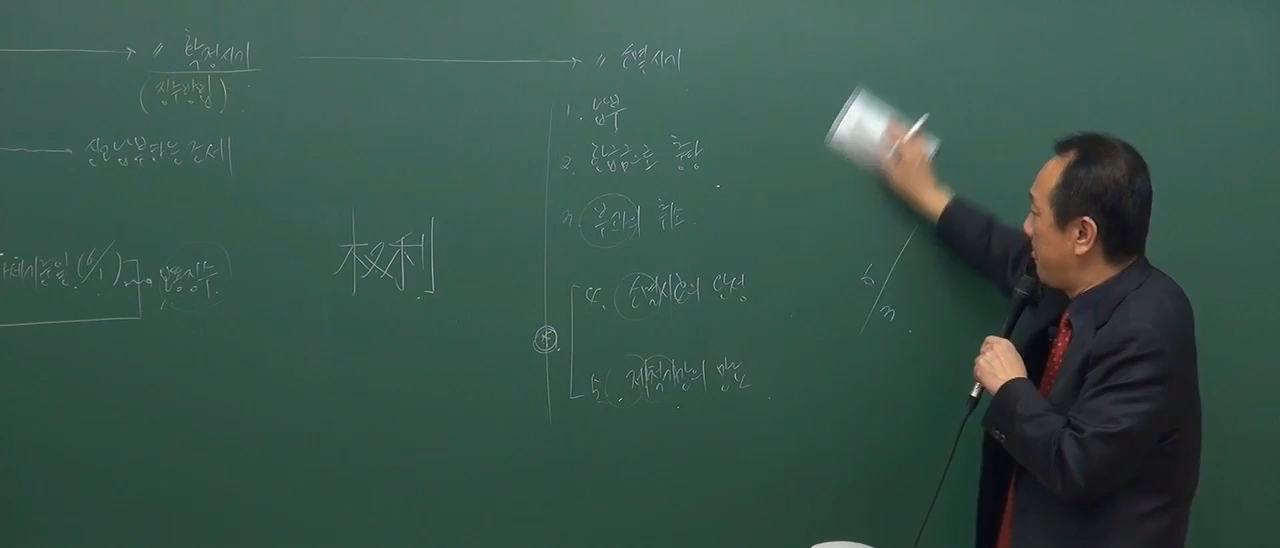 〃 확정시기
(징수방법)
신고납부하는 조세
과세기준일 (6/1)
보통징수
权利
〃 소멸시기
1. 납부
2. 환급금으로 충당
3. 부과의 취소
* 4. 소멸시효의 완성
5. 제척기간의 만료
6/3